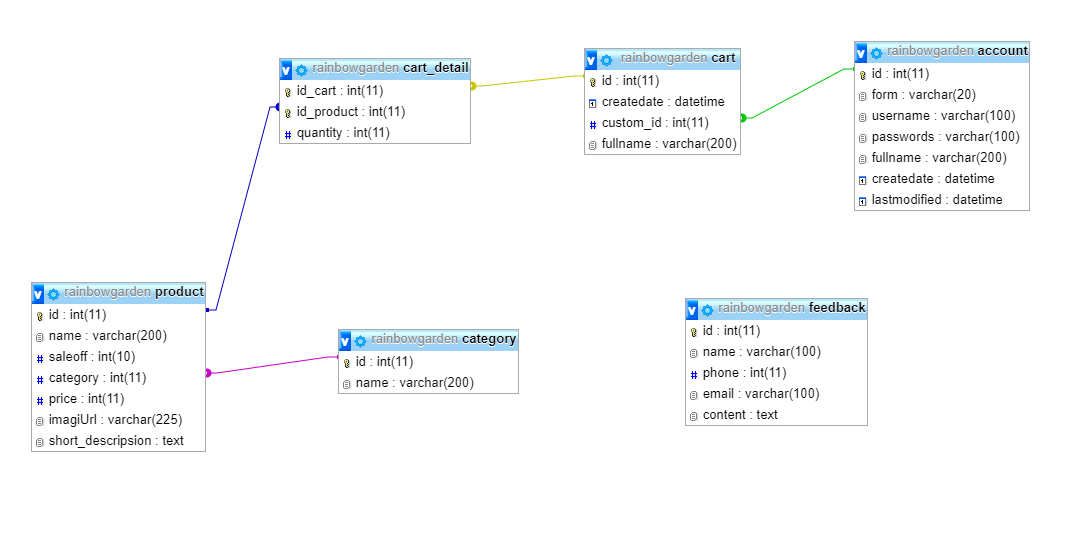 rainbowgarden cart_detail
id_cart : int(11)
id_product : int(11)
quantity : int(11)
rainbowgarden cart
id : int(11)
createdate : datetime
custom_id : int(11)
fullname : varchar(200)
rainbowgarden account
id : int(11)
form : varchar(20)
username : varchar(100)
passwords : varchar(100)
fullname : varchar(200)
createdate : datetime
lastmodified : datetime
rainbowgarden product
id : int(11)
name : varchar(200)
saleoff : int(10)
category : int(11)
price : int(11)
imagiUrl : varchar(225)
short_descripsion : text
rainbowgarden category
id : int(11)
name : varchar(200)
rainbowgarden feedback
id : int(11)
name : varchar(100)
phone : int(11)
email : varchar(100)
content : text